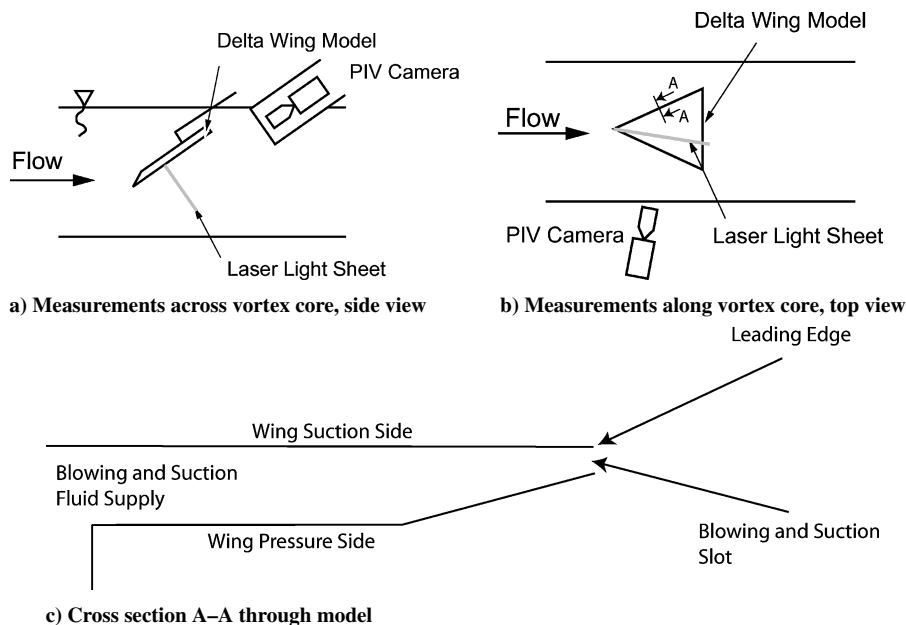 Delta Wing Model
PIV Camera
Flow
Laser Light Sheet
a) Measurements across vortex core, side view
Delta Wing Model
A
A
Flow
PIV Camera
Laser Light Sheet
b) Measurements along vortex core, top view
Leading Edge
Wing Suction Side
Blowing and Suction
Fluid Supply
Wing Pressure Side
Blowing and Suction
Slot
c) Cross section A–A through model